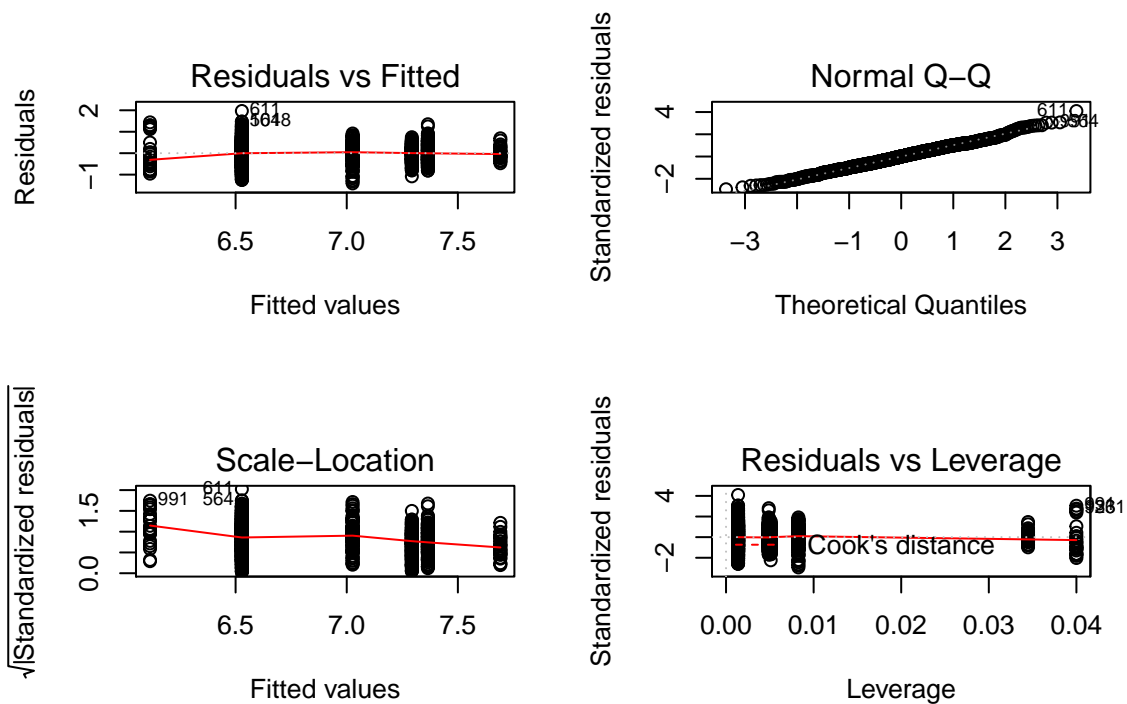 Residuals vs Fitted
Residuals
2
−1
611
6.5 7.0 7.5
Fitted values
Normal Q−Q
Standardized residuals
4
−2
611
−3 −1 0 1 2 3
Theoretical Quantiles
Scale−Location
√|Standardized residuals|
1.5
0.0
991
611
564
6.5 7.0 7.5
Fitted values
Residuals vs Leverage
Standardized residuals
4
−2
Cook's distance
0.00 0.01 0.02 0.03 0.04
Leverage